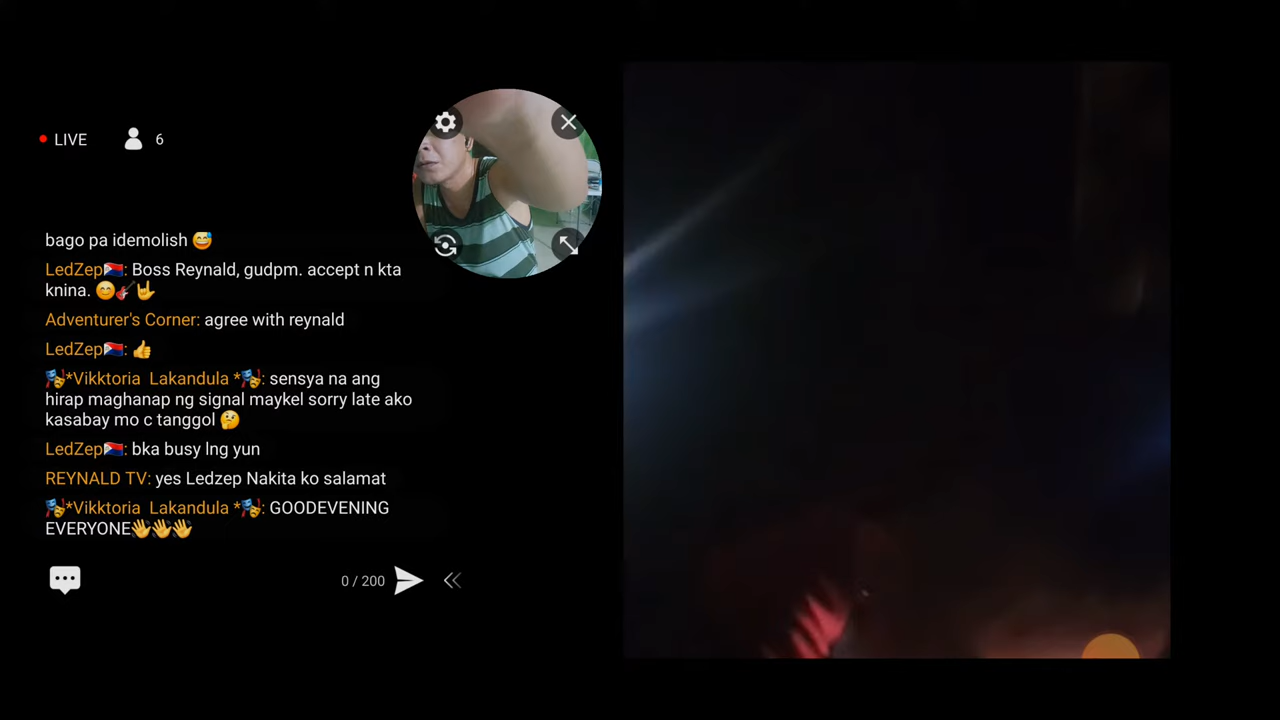 LIVE 6
bago pa idemolish 😅
LedZep🇵🇭: Boss Reynald, gudpm. accept n kta
knina. 😊🎸🤟
Adventurer's Corner: agree with reynald
LedZep🇵🇭: 👍
🎭*Vikktoria Lakandula *🎭: sensya na ang
hirap maghanap ng signal maykel sorry late ako
kasabay mo c tanggol 🤔
LedZep🇵🇭: bka busy lng yun
REYNALD TV: yes Ledzep Nakita ko salamat
🎭*Vikktoria Lakandula *🎭: GOODEVENING
EVERYONE👋👋👋
0 / 200